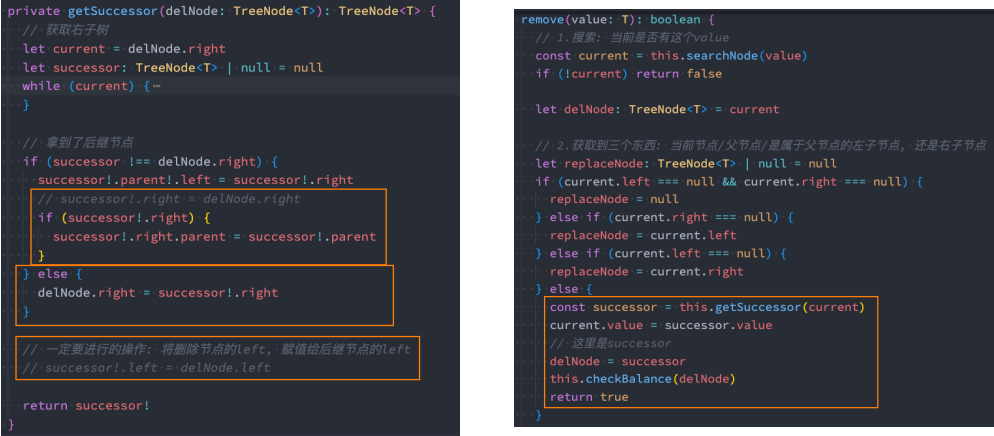 private getSuccessor(delNode: TreeNode<T>): TreeNode<T> {
// 获取右子树
let current = delNode.right
let successor: TreeNode<T> | null = null
while (current) {⋯
}
// 拿到了后继节点
if (successor !== delNode.right) {
successor!.parent!.left = successor!.right
// successor!.right = delNode.right
if (successor!.right) {
successor!.right.parent = successor!.parent
}
} else {
delNode.right = successor!.right
}
// 一定要进行的操作: 将删除节点的left, 赋值给后继节点的left
// successor!.left = delNode.left
return successor!
}
remove(value: T): boolean {
// 1.搜索: 当前是否有这个value
const current = this.searchNode(value)
if (!current) return false
let delNode: TreeNode<T> = current
// 2.获取到三个东西: 当前节点/父节点/是属于父节点的左子节点, 还是右子节点
let replaceNode: TreeNode<T> | null = null
if (current.left === null && current.right === null) {
replaceNode = null
} else if (current.right === null) {
replaceNode = current.left
} else if (current.left === null) {
replaceNode = current.right
} else {
const successor = this.getSuccessor(current)
current.value = successor.value
// 这里是successor
delNode = successor
this.checkBalance(delNode)
return true
}